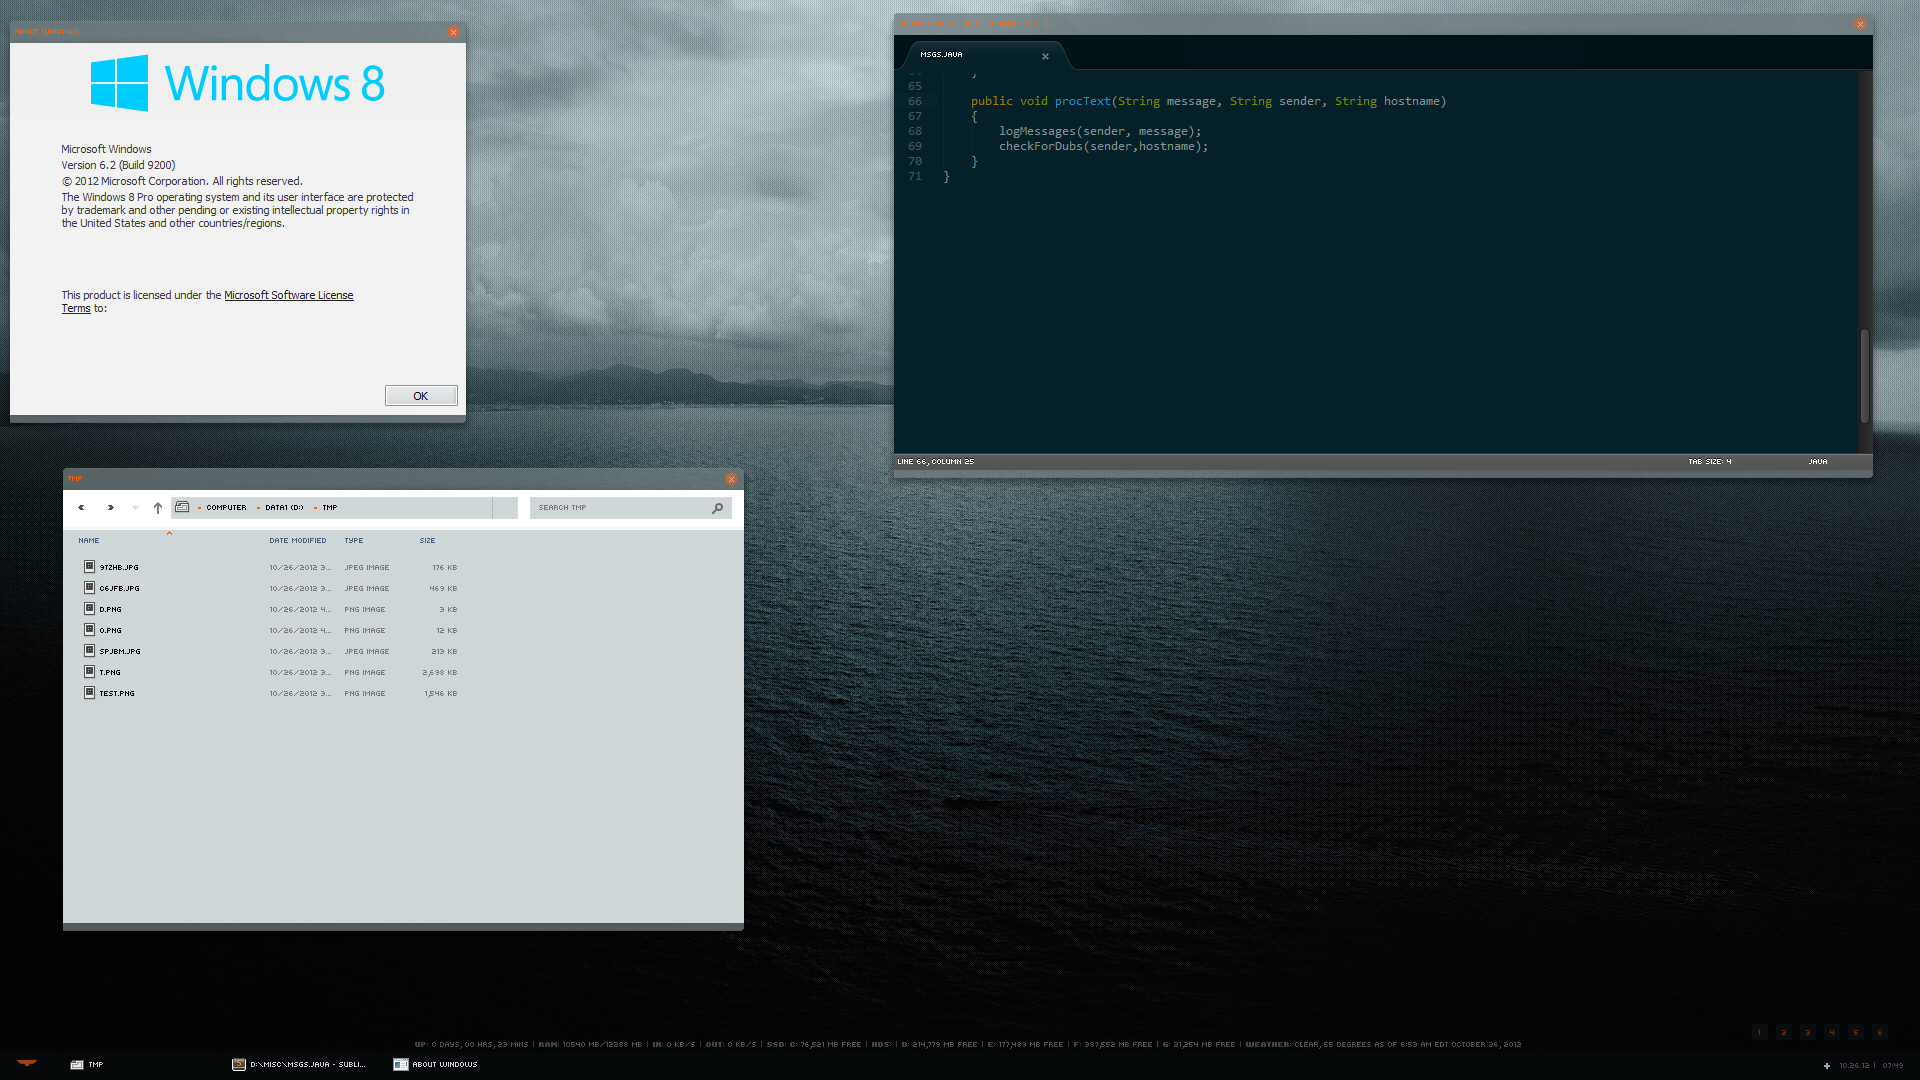 ABOUT WINDOWS
Windows 8
Microsoft Windows
Version 6.2 (Build 9200)
© 2012 Microsoft Corporation. All rights reserved.
The Windows 8 Pro operating system and its user interface are protected
by trademark and other pending or existing intellectual property rights in
the United States and other countries/regions.
This product is licensed under the Microsoft Software License
Terms to:
OK
MSGS.JAVA
65
66 public void procText(String message, String sender, String hostname)
67 {
68 logMessages(sender, message);
69 checkForDubs(sender,hostname);
70 }
71 }
LINE 66, COLUMN 25 TAB SIZE: 4 JAVA
TMP
COMPUTER DATA1 (D:) TMP SEARCH TMP
NAME DATE MODIFIED TYPE SIZE
9TZHB.JPG 10/26/2012 3... JPEG IMAGE 176 KB
C6JFB.JPG 10/26/2012 3... JPEG IMAGE 469 KB
D.PNG 10/26/2012 4... PNG IMAGE 3 KB
O.PNG 10/26/2012 4... PNG IMAGE 12 KB
SPJBM.JPG 10/26/2012 3... JPEG IMAGE 213 KB
T.PNG 10/26/2012 3... PNG IMAGE 2,698 KB
TEST.PNG 10/26/2012 3... PNG IMAGE 1,546 KB
1 2 3 4 5 6
UP: 0 DAYS, 00 HRS, 23 MINS | RAM: 10540 MB/12288 MB | IN: 0 KB/S | OUT: 0 KB/S | SSD: C: 76,521 MB FREE | HDS: | D: 214,779 MB FREE | E: 177,489 MB FREE | F: 387,552 MB FREE | G: 21,254 MB FREE | WEATHER: CLEAR, 55 DEGREES AS OF 6:53 AM EDT OCTOBER 26, 2012
TMP D:\MISC\MSGS.JAVA - SUBLI... ABOUT WINDOWS 10.26.12 | 07:49